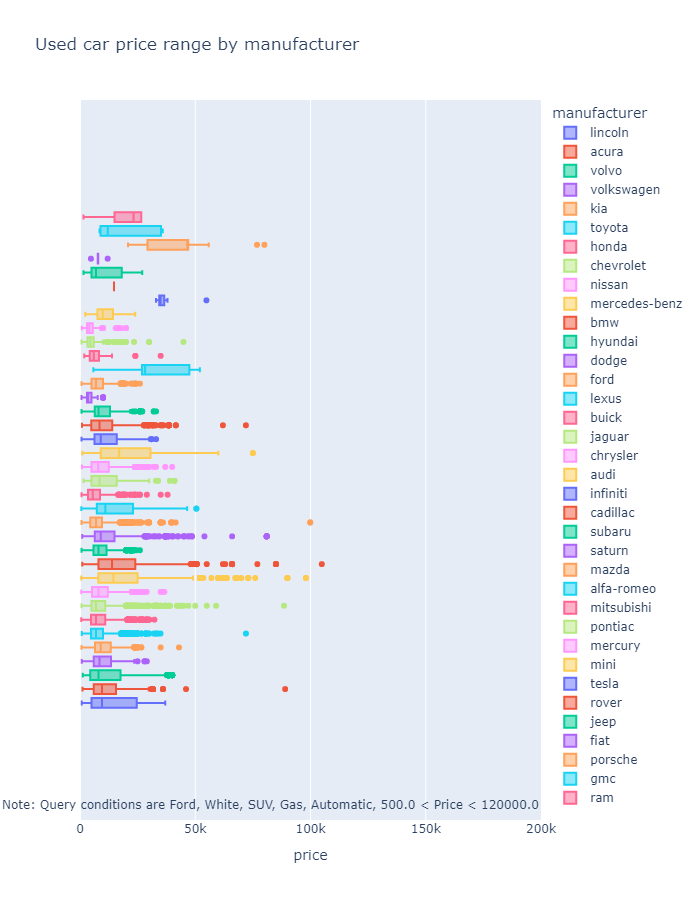 Used car price range by manufacturer
manufacturer
lincoln
acura
volvo
volkswagen
kia
toyota
honda
chevrolet
nissan
mercedes-benz
bmw
hyundai
dodge
ford
lexus
buick
jaguar
chrysler
audi
infiniti
cadillac
subaru
saturn
mazda
alfa-romeo
mitsubishi
pontiac
mercury
mini
tesla
rover
jeep
fiat
porsche
gmc
ram
Note: Query conditions are Ford, White, SUV, Gas, Automatic, 500.0 < Price < 120000.0
0 50k 100k 150k 200k
price